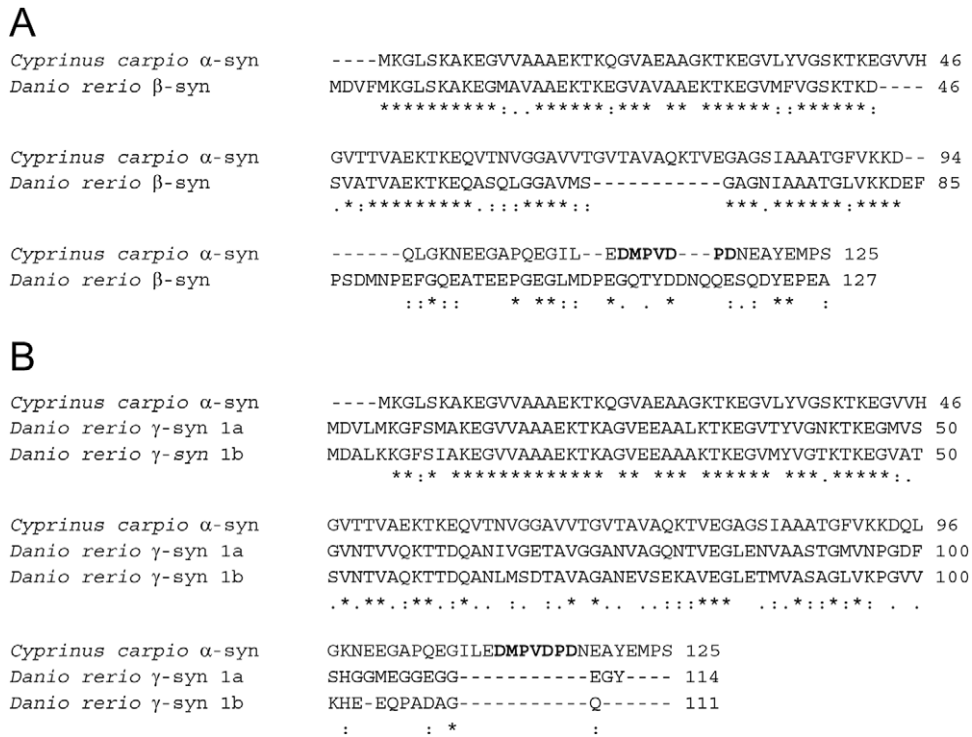 A
Cyprinus carpio α-syn ----MKGLSKAKEGVVAAAEKTKQGVAEAAGKTKEGVLYVGSKTKEGVVH 46
Danio rerio β-syn MDVFMKGLSKAKEGMAVAAEKTKEGVAVAAEKTKEGVMFVGSKTKD---- 46
**********:..********:*** ** ******::*******:
Cyprinus carpio α-syn GVTTVAEKTKEQVTNVGGAVVTGVTAVAQKTVEGAGSIAAATGFVKKD-- 94
Danio rerio β-syn SVATVAEKTKEQASQLGGAVMS-----------GAGNIAAATGLVKKDEF 85
.*:*********.:::****:: ***.******:****
Cyprinus carpio α-syn ------QLGKNEEGAPQEGIL--EDMPVD---PDNEAYEMPS 125
Danio rerio β-syn PSDMNPEFGQEATEEPGEGLMDPEGQTYDDNQQESQDYEPEA 127
::*:: * **:: *. . * :.: ** :
B
Cyprinus carpio α-syn ----MKGLSKAKEGVVAAAEKTKQGVAEAAGKTKEGVLYVGSKTKEGVVH 46
Danio rerio γ-syn 1a MDVLMKGFSMAKEGVVAAAEKTKAGVEEAALKTKEGVTYVGNKTKEGMVS 50
Danio rerio γ-syn 1b MDALKKGFSIAKEGVVAAAEKTKAGVEEAAAKTKEGVMYVGTKTKEGVAT 50
**:* ************* ** *** ****** ***.*****:.
Cyprinus carpio α-syn GVTTVAEKTKEQVTNVGGAVVTGVTAVAQKTVEGAGSIAAATGFVKKDQL 96
Danio rerio γ-syn 1a GVNTVVQKTTDQANIVGETAVGGANVAGQNTVEGLENVAASTGMVNPGDF 100
Danio rerio γ-syn 1b SVNTVAQKTTDQANLMSDTAVAGANEVSEKAVEGLETMVASAGLVKPGVV 100
.*.**.:**.:*.. :. :.* *. ..:::*** .:.*::*:*: . .
Cyprinus carpio α-syn GKNEEGAPQEGILEDMPVDPDNEAYEMPS 125
Danio rerio γ-syn 1a SHGGMEGGEGG-----------EGY---- 114
Danio rerio γ-syn 1b KHE-EQPADAG-----------Q------ 111
: : * :